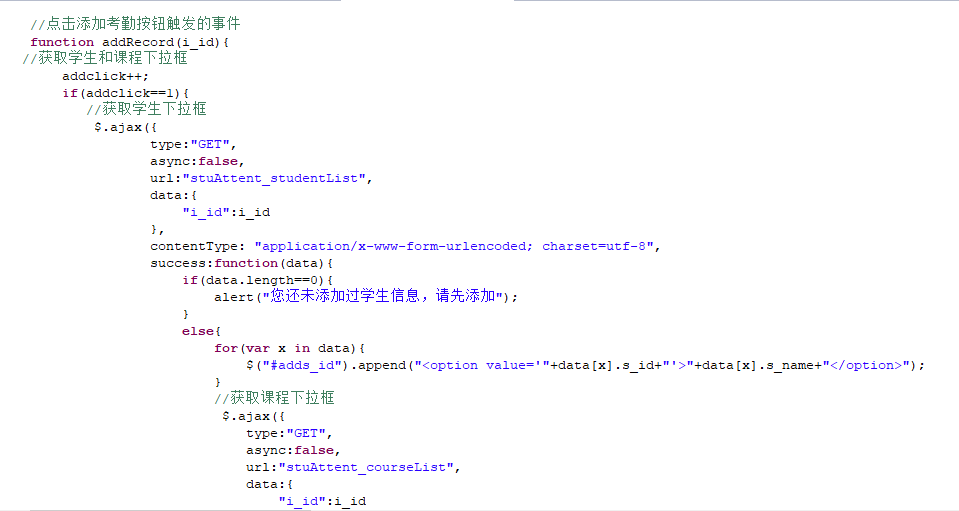 //点击添加考勤按钮触发的事件
function addRecord(i_id){
//获取学生和课程下拉框
addclick++;
if(addclick==1){
//获取学生下拉框
$.ajax({
type:"GET",
async:false,
url:"stuAttent_studentList",
data:{
"i_id":i_id
},
contentType: "application/x-www-form-urlencoded; charset=utf-8",
success:function(data){
if(data.length==0){
alert("您还未添加过学生信息，请先添加");
}
else{
for(var x in data){
$("#adds_id").append("<option value='"+data[x].s_id+"'>"+data[x].s_name+"</option>");
}
//获取课程下拉框
$.ajax({
type:"GET",
async:false,
url:"stuAttent_courseList",
data:{
"i_id":i_id